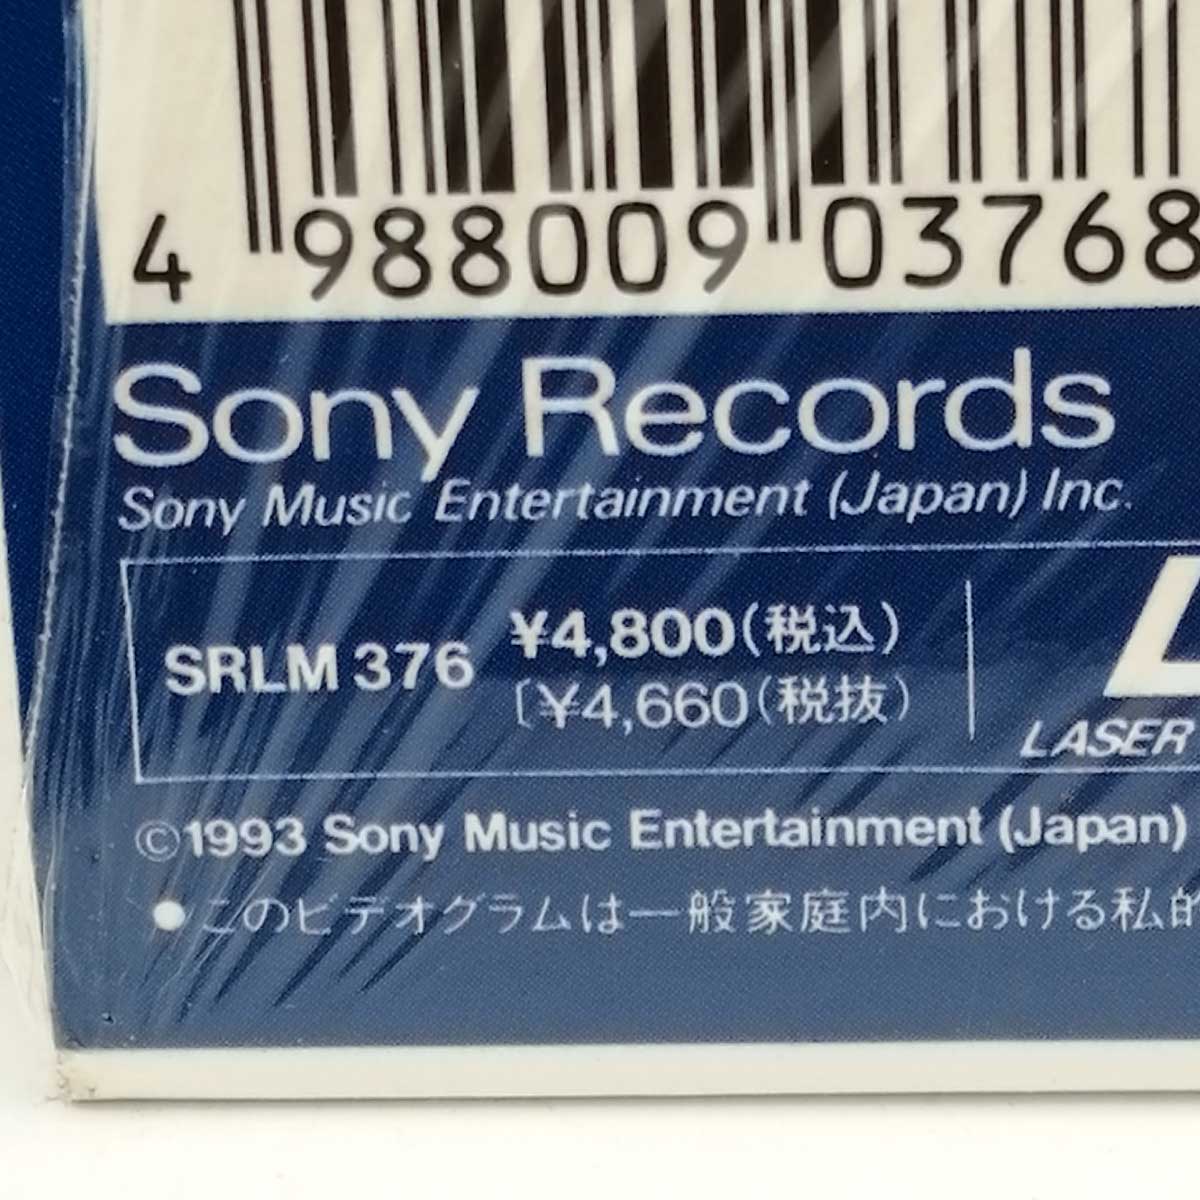 4 988009 03768
Sony Records
Sony Music Entertainment (Japan) Inc.
SRLM 376 ¥4,800(税込)
〔¥4,660(税抜)
L
LASER
©1993 Sony Music Entertainment (Japan)
●このビデオグラムは一般家庭内における私的